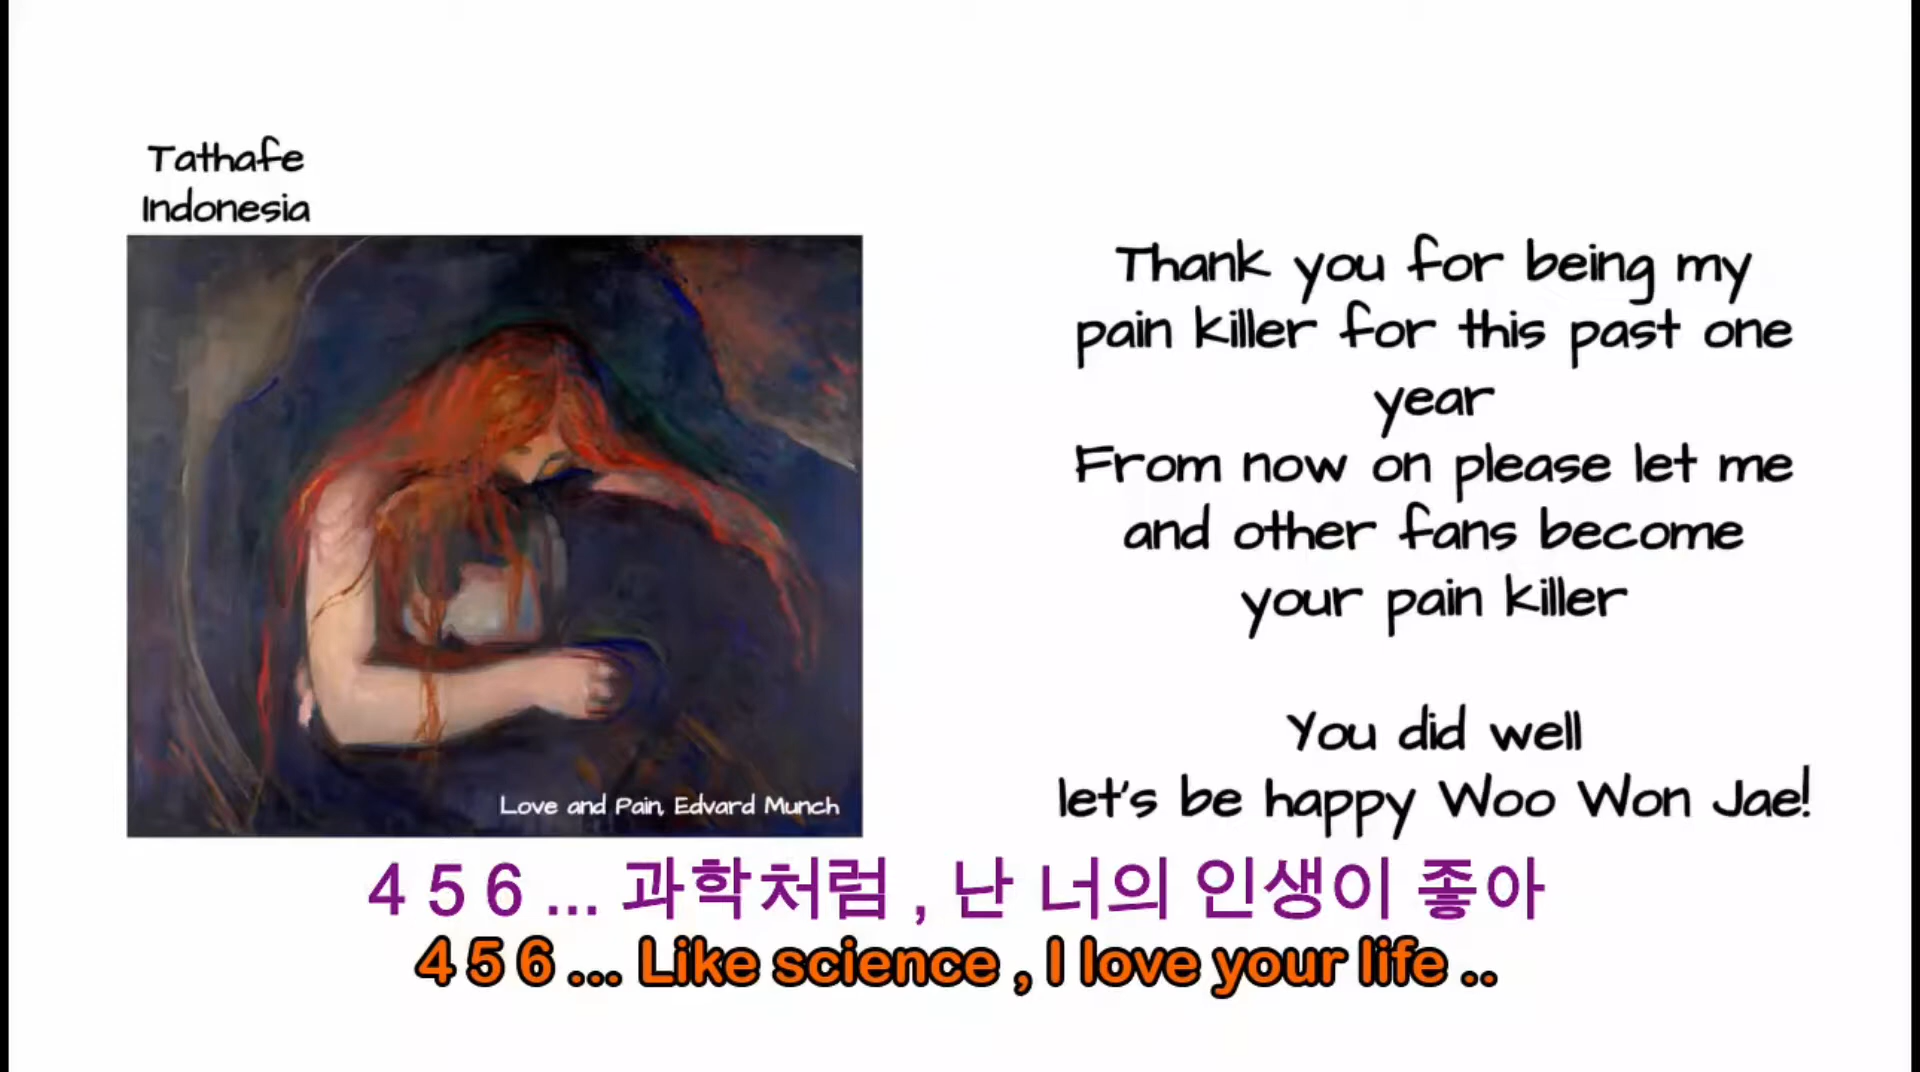 Tathafe
Indonesia
Thank you for being my
pain killer for this past one
year
From now on please let me
and other fans become
your pain killer
You did well
let's be happy Woo Won Jae!
Love and Pain, Edvard Munch
4 5 6 ... 과학처럼 , 난 너의 인생이 좋아
4 5 6 ... Like science , I love your life ..